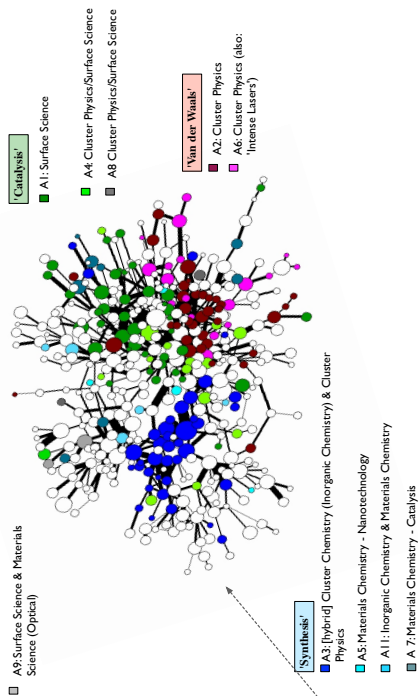 'Catalysis'
A1: Surface Science
A4: Cluster Physics/Surface Science
A8 Cluster Physics/Surface Science
'Van der Waals'
A2: Cluster Physics
A6: Cluster Physics (also:
'Intense Lasers')
A9: Surface Science & Materials
Science (Optical)
'Synthesis'
A3: [hybrid] Cluster Chemistry (Inorganic Chemistry) & Cluster
Physics
A5: Materials Chemistry - Nanotechnology
A11: Inorganic Chemistry & Materials Chemistry
A 7: Materials Chemistry - Catalysis